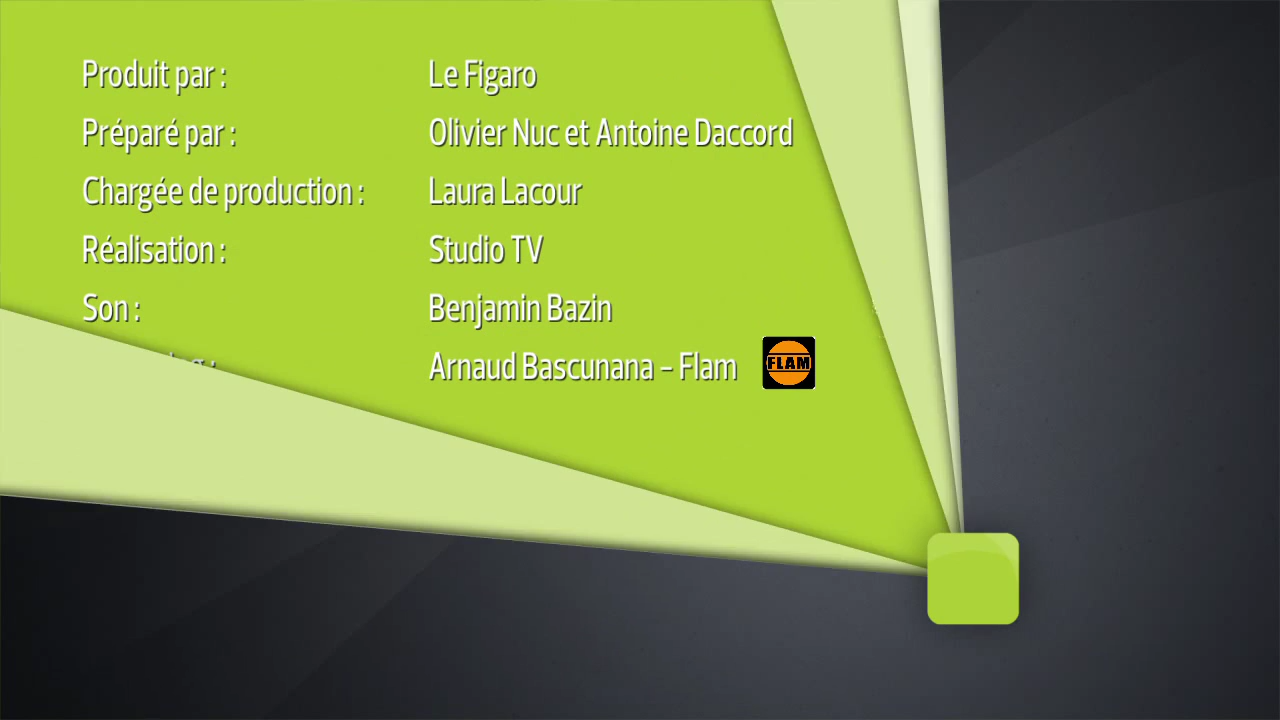 Produit par : Le Figaro
Préparé par : Olivier Nuc et Antoine Daccord
Chargée de production : Laura Lacour
Réalisation : Studio TV
Son : Benjamin Bazin
Arnaud Bascunana – Flam FLAM